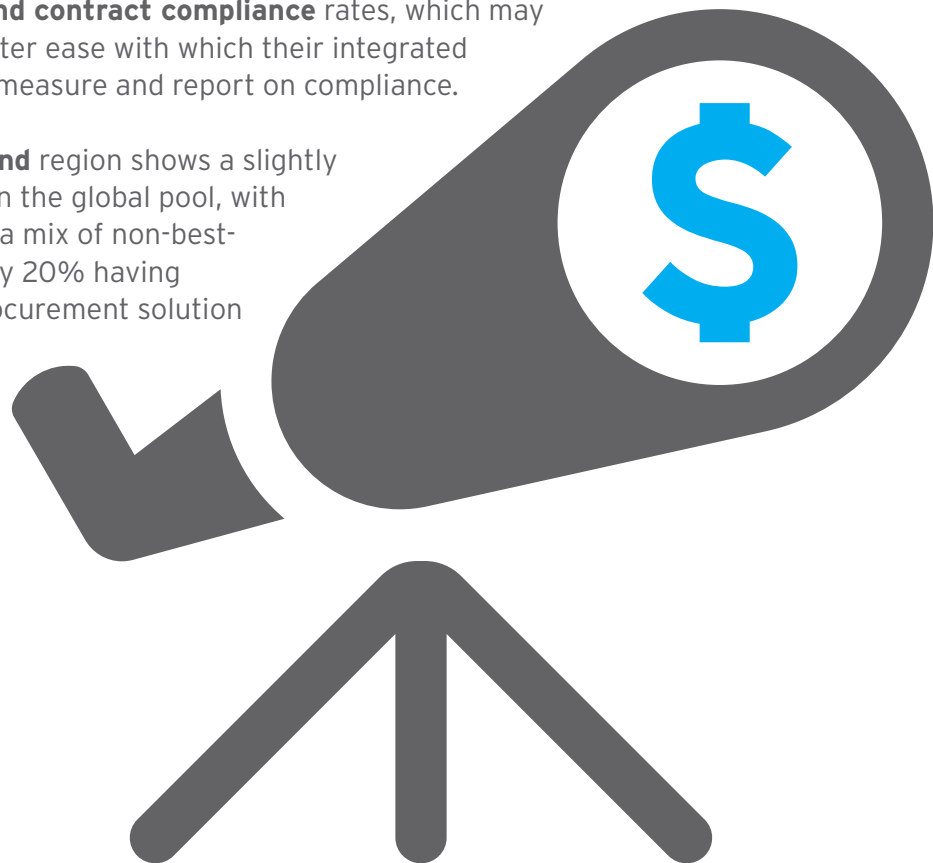 nd contract compliance rates, which may
ter ease with which their integrated
measure and report on compliance.
nd region shows a slightly
n the global pool, with
a mix of non-best-
y 20% having
ocurement solution
$